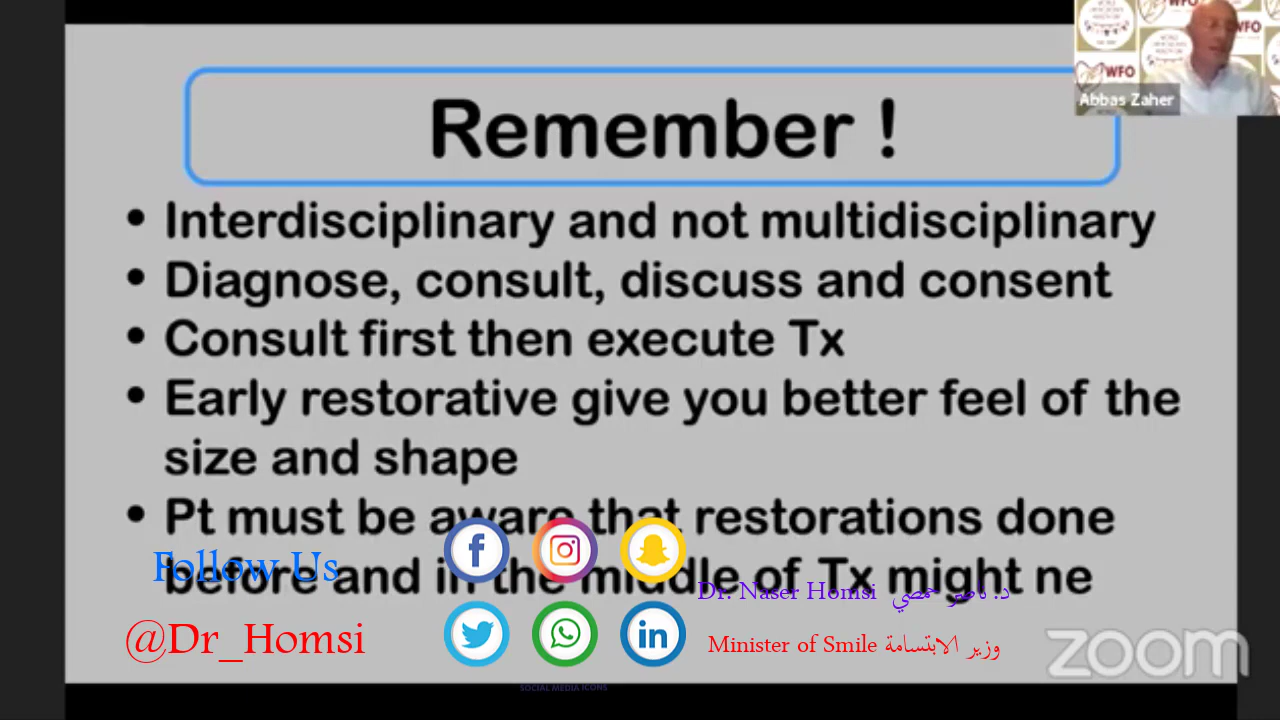 WFO
WFO
WFO
Abbas Zaher
Remember !
• Interdisciplinary and not multidisciplinary
• Diagnose, consult, discuss and consent
• Consult first then execute Tx
• Early restorative give you better feel of the
size and shape
• Pt must be aware that restorations done
before and in the middle of Tx might ne
Follow Us
@Dr_Homsi
Dr. Naser Homsi د. ناصر حمصي
Minister of Smile وزير الابتسامة
zoom
SOCIAL MEDIA ICONS